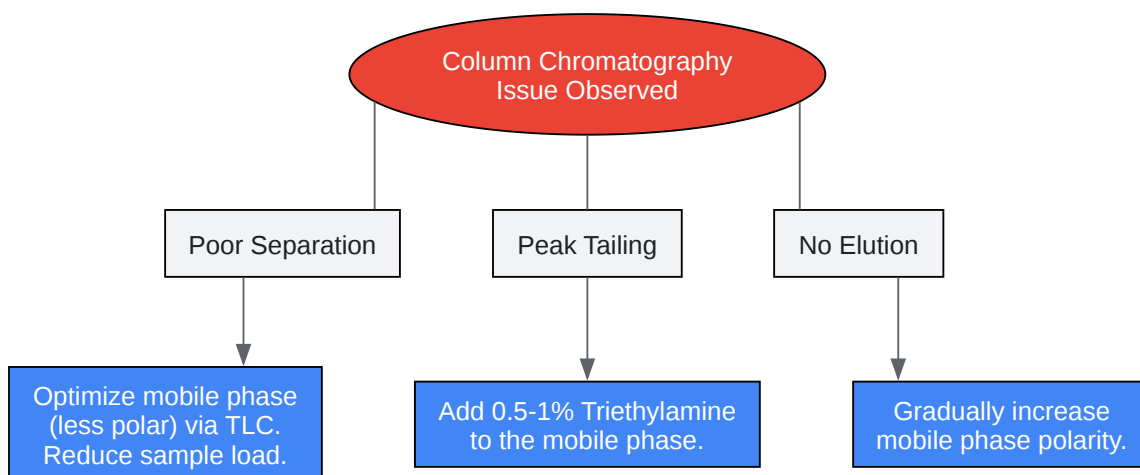 Column Chromatography
Issue Observed
Poor Separation
Peak Tailing
No Elution
Optimize mobile phase
(less polar) via TLC.
Reduce sample load.
Add 0.5-1% Triethylamine
to the mobile phase.
Gradually increase
mobile phase polarity.